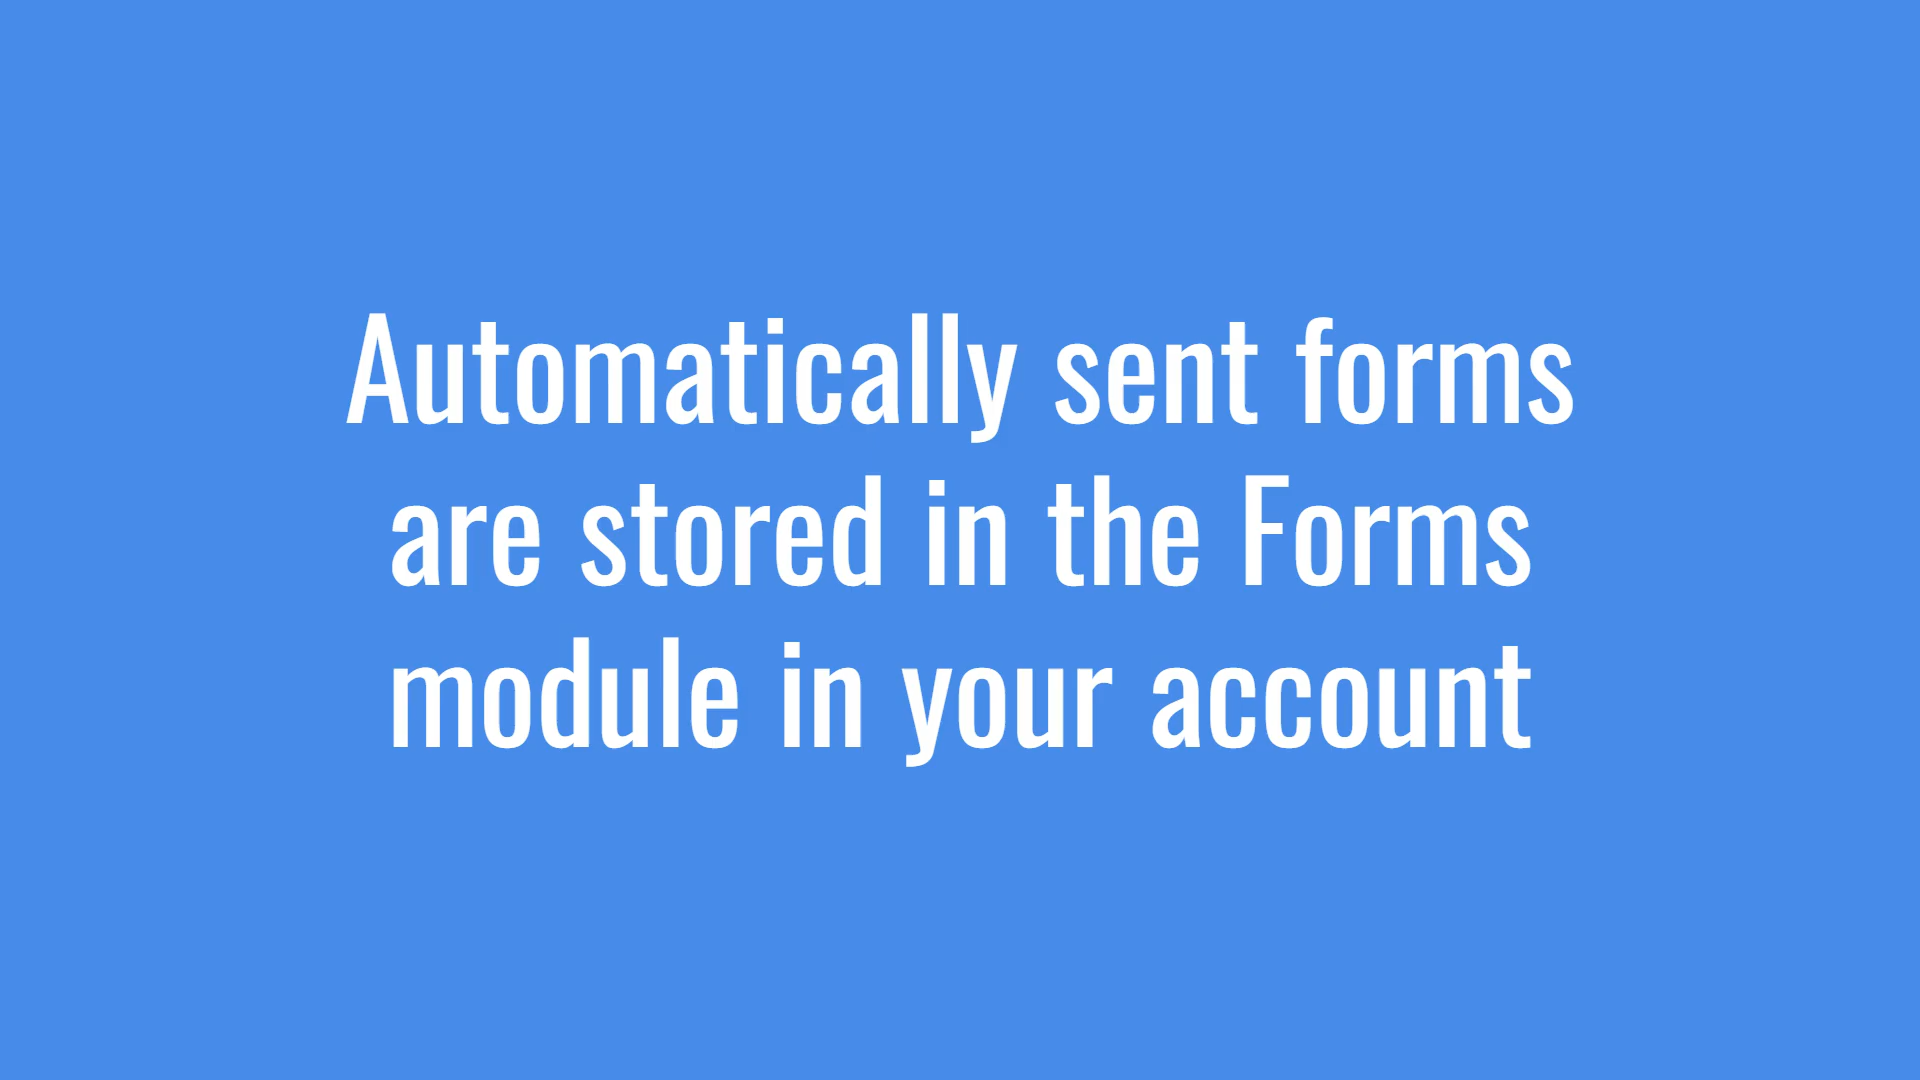 Automatically sent forms
are stored in the Forms
module in your account